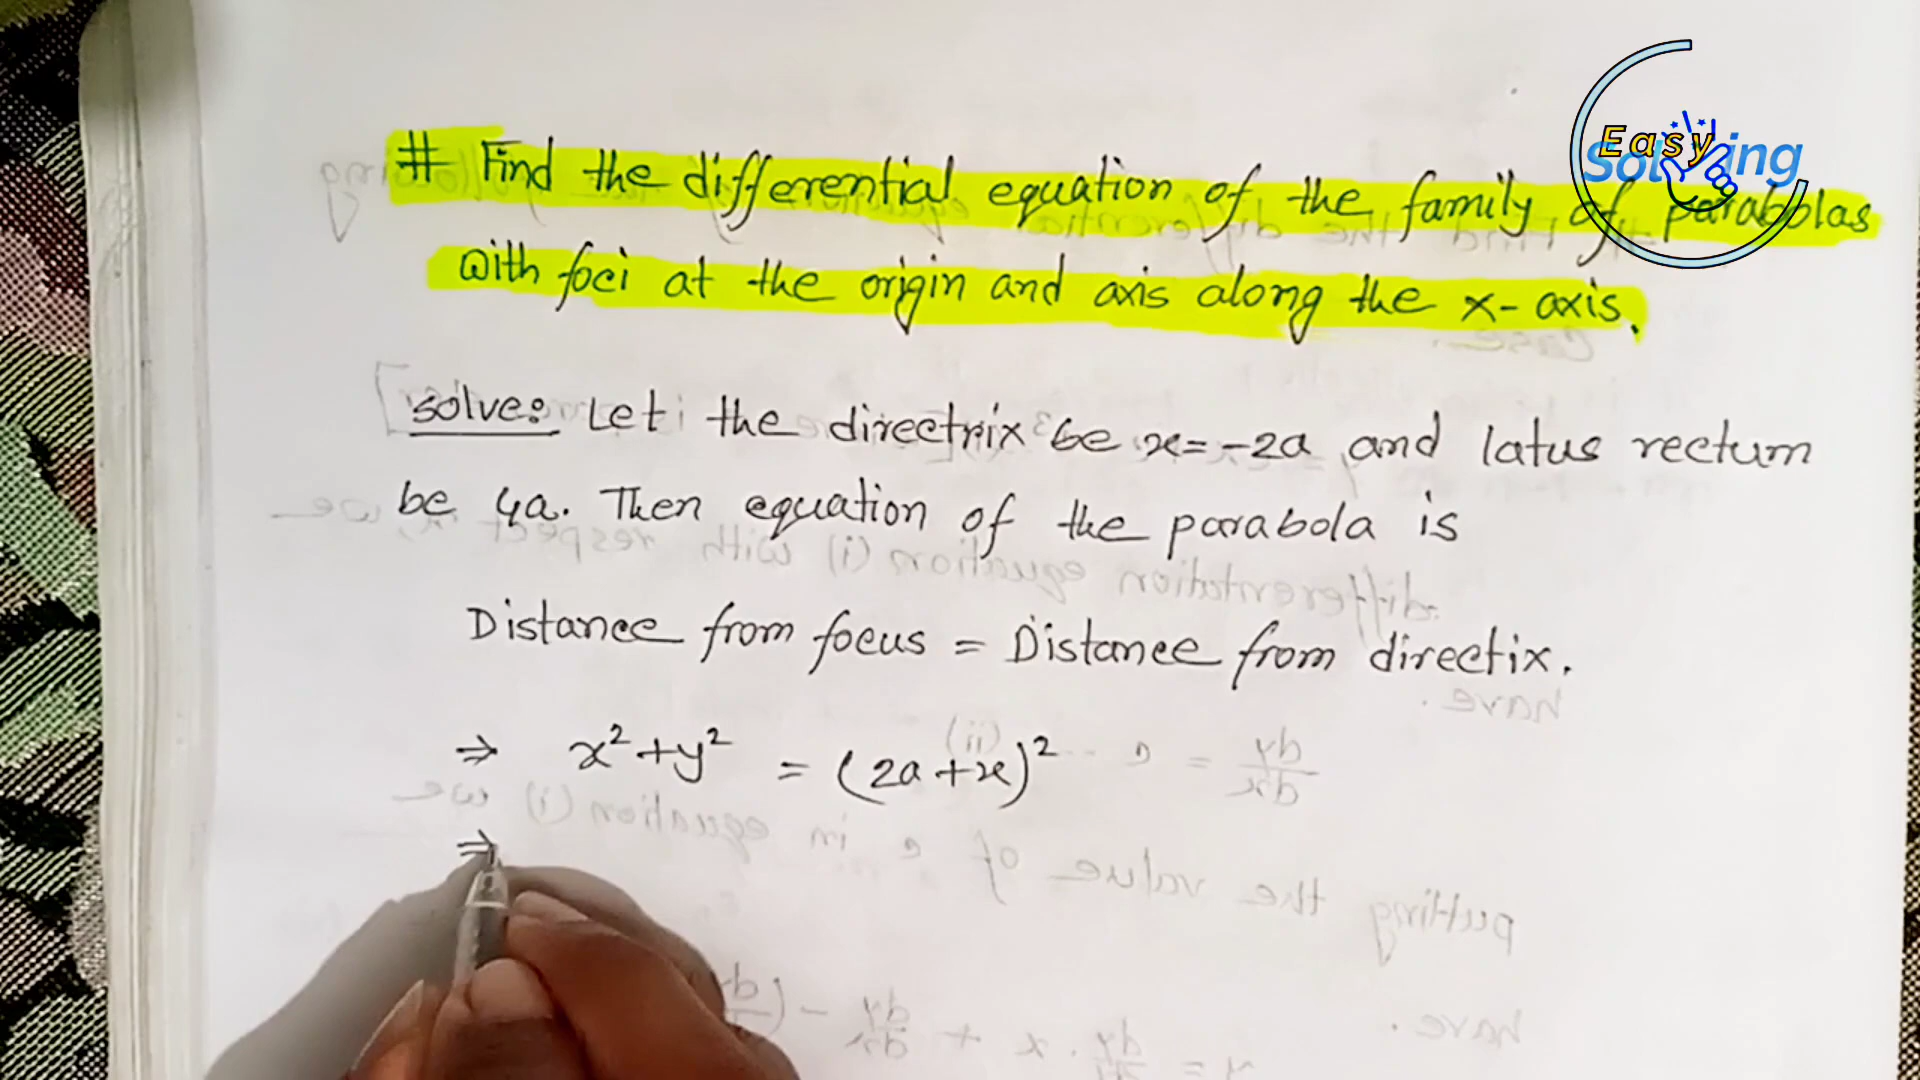 Easy Solving
# Find the differential equation of the family of parabolas
with foci at the origin and axis along the x-axis.
Solve: Let the directrix be x = -2a and latus rectum
be 4a. Then equation of the parabola is
Distance from focus = Distance from directix.
⇒ x² + y² = (2a + x)²
⇒